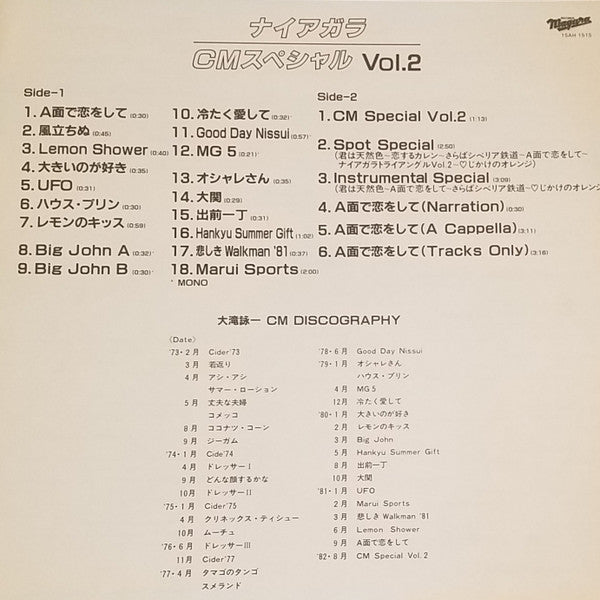 ナイアガラ
CMスペシャル Vol.2
Niagara
15AH 1515
Side-1
1. A面で恋をして(0:30)
2. 風立ちぬ(0:45)
3. Lemon Shower(0:40)
4. 大きいのが好き(0:35)
5. UFO(0:31)
6. ハウス・プリン(0:30)
7. レモンのキッス(0:59)
8. Big John A(0:32)*
9. Big John B(0:30)*
10. 冷たく愛して(0:32)*
11. Good Day Nissui(0:57)*
12. MG 5(0:21)*
13. オシャレさん(0:35)
14. 大関(0:29)
15. 出前一丁(0:31)
16. Hankyu Summer Gift(1:02)
17. 悲しきWalkman '81(0:37)
18. Marui Sports(2:00)
* MONO
Side-2
1. CM Special Vol.2(1:13)
2. Spot Special(2:50)
(君は天然色~恋するカレン~さらばシベリア鉄道~A面で恋をして~
ナイアガラトライアングルVol.2~♡じかけのオレンジ)
3. Instrumental Special(3:09)
(君は天然色~A面で恋をして~さらばシベリア鉄道~♡じかけのオレンジ
4. A面で恋をして(Narration)(0:30)
5. A面で恋をして(A Cappella)(3:11)
6. A面で恋をして(Tracks Only)(3:16)
大滝詠一 CM DISCOGRAPHY
(Date)
'73・2月 Cider '73
3月 若返り
4月 アシ・アシ
サマー・ローション
5月 丈夫な夫婦
コメッコ
8月 ココナツ・コーン
9月 ジーガム
'74・1月 Cide'74
4月 ドレッサーI
9月 どんな顔するかな
10月 ドレッサーII
'75・1月 Cider '75
4月 クリネックス・ティシュー
10月 ムーチュ
'76・6月 ドレッサーIII
11月 Cider '77
'77・4月 タマゴのタンゴ
スメランド
'78・6月 Good Day Nissui
'79・1月 オシャレさん
ハウス・プリン
4月 MG 5
12月 冷たく愛して
'80・1月 大きいのが好き
2月 レモンのキッス
3月 Big John
5月 Hankyu Summer Gift
8月 出前一丁
10月 大関
'81・1月 UFO
2月 Marui Sports
3月 悲しきWalkman '81
6月 Lemon Shower
9月 A面で恋をして
'82・8月 CM Special Vol.2